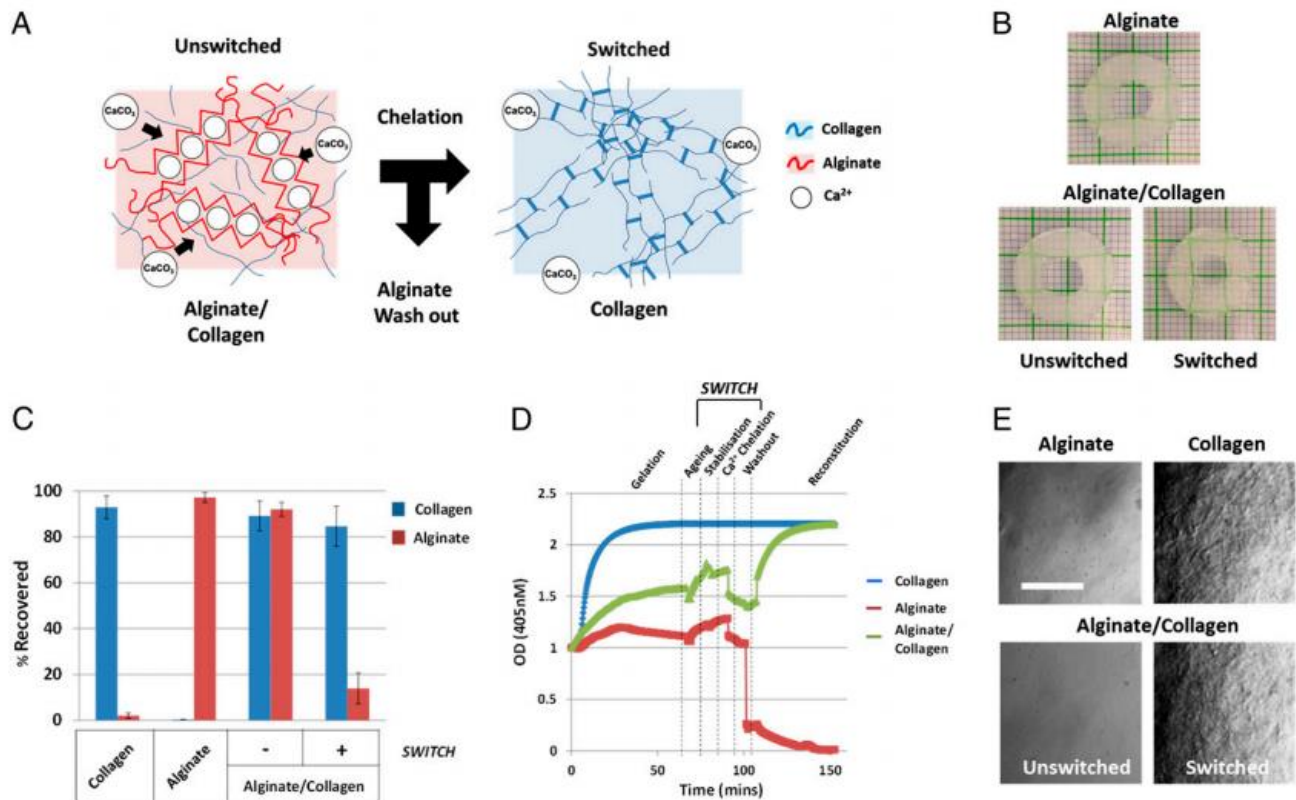 A
Unswitched
CaCO₃
CaCO₃
CaCO₃
Alginate/
Collagen
Chelation
Alginate
Wash out
Switched
CaCO₃
CaCO₃
CaCO₃
Collagen
Collagen
Alginate
Ca²⁺
B
Alginate
Alginate/Collagen
Unswitched
Switched
C
% Recovered
100
80
60
40
20
0
Collagen
Alginate
Collagen
Alginate
-
+
SWITCH
Alginate/Collagen
D
SWITCH
Gelation
Ageing
Stabilisation
Ca²⁺ Chelation
Washout
Reconstitution
OD (405nM)
2.5
2
1.5
1
0.5
0
0
50
100
150
Time (mins)
Collagen
Alginate
Alginate/
Collagen
E
Alginate
Collagen
Alginate/Collagen
Unswitched
Switched